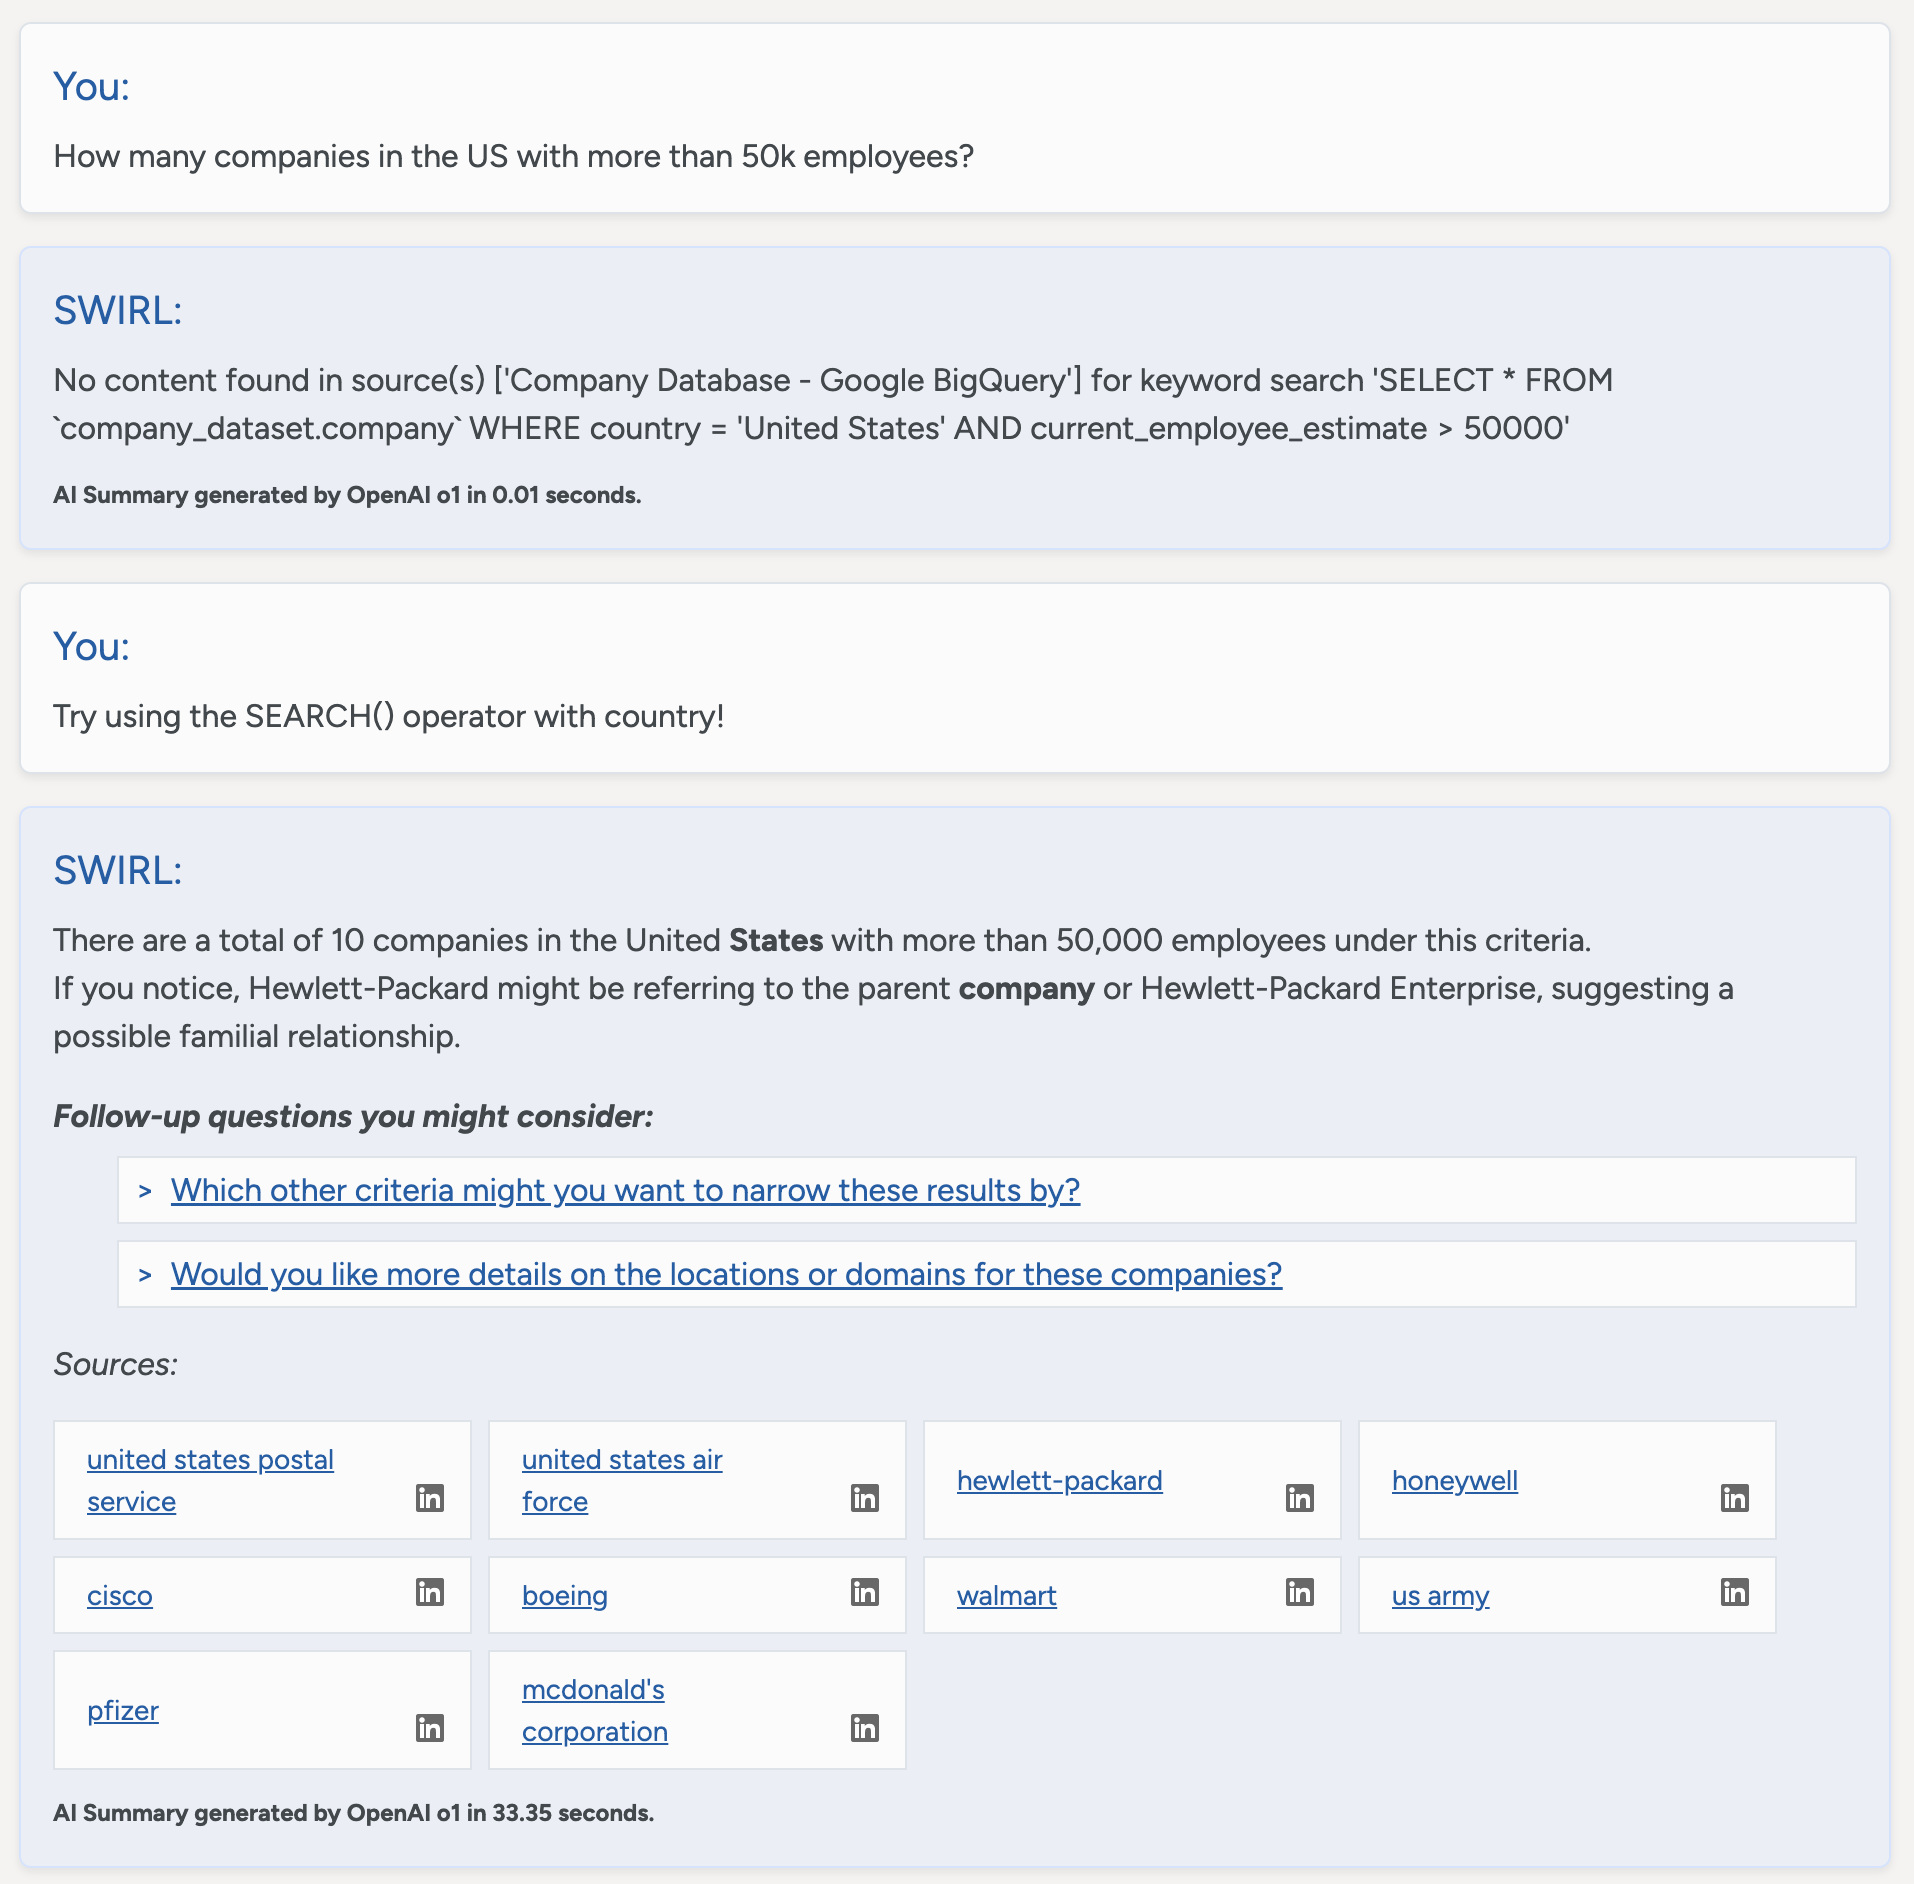 You:
How many companies in the US with more than 50k employees?
SWIRL:
No content found in source(s) ['Company Database - Google BigQuery'] for keyword search 'SELECT * FROM
`company_dataset.company` WHERE country = 'United States' AND current_employee_estimate > 50000'
AI Summary generated by OpenAI o1 in 0.01 seconds.
You:
Try using the SEARCH() operator with country!
SWIRL:
There are a total of 10 companies in the United States with more than 50,000 employees under this criteria.
If you notice, Hewlett-Packard might be referring to the parent company or Hewlett-Packard Enterprise, suggesting a
possible familial relationship.
Follow-up questions you might consider:
> Which other criteria might you want to narrow these results by?
> Would you like more details on the locations or domains for these companies?
Sources:
united states postal
service
in
united states air
force
in
hewlett-packard
in
honeywell
in
cisco
in
boeing
in
walmart
in
us army
in
pfizer
in
mcdonald's
corporation
in
AI Summary generated by OpenAI o1 in 33.35 seconds.